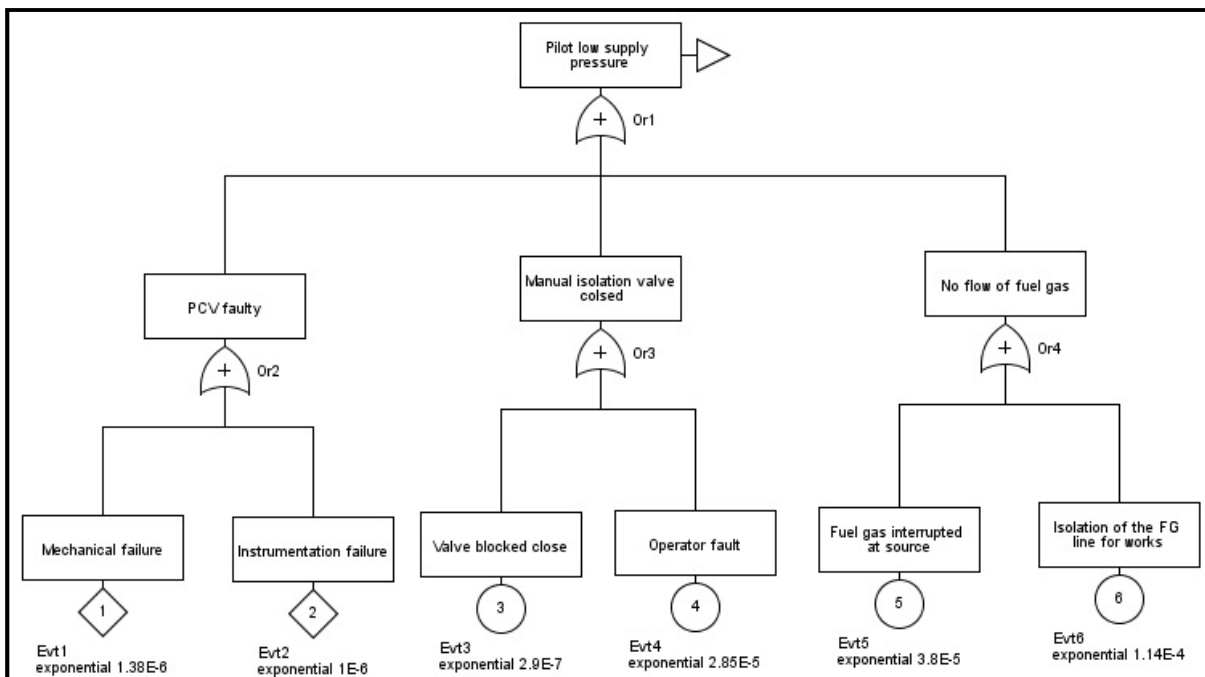 Pilot low supply
pressure
+
Or1
PCV faulty
+
Or2
Manual isolation valve
colsed
+
Or3
No flow of fuel gas
+
Or4
Mechanical failure
1
Evt1
exponential 1.38E-6
Instrumentation failure
2
Evt2
exponential 1E-6
Valve blocked close
3
Evt3
exponential 2.9E-7
Operator fault
4
Evt4
exponential 2.85E-5
Fuel gas interrupted
at source
5
Evt5
exponential 3.8E-5
Isolation of the FG
line for works
6
Evt6
exponential 1.14E-4